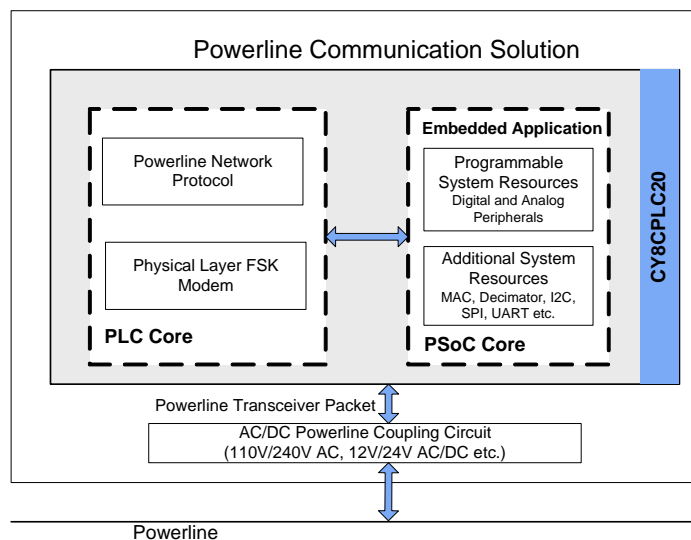 Powerline Communication Solution
Powerline Network
Protocol
Physical Layer FSK
Modem
PLC Core
Embedded Application
Programmable
System Resources
Digital and Analog
Peripherals
Additional System
Resources
MAC, Decimator, I2C,
SPI, UART etc.
PSoC Core
CY8CPLC20
Powerline Transceiver Packet
AC/DC Powerline Coupling Circuit
(110V/240V AC, 12V/24V AC/DC etc.)
Powerline